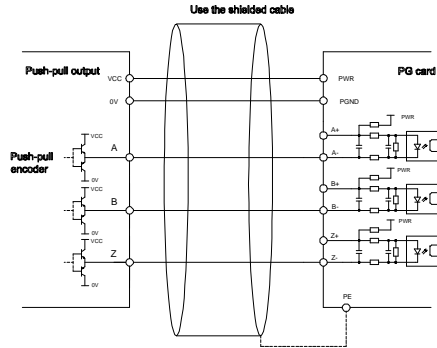 Use the shielded cable
Push-pull output
PG card
VCC
PWR
0V
PGND
PWR
A+
VCC
A
A-
Push-pull
encoder
0V
PWR
VCC
B+
B
B-
0V
PWR
VCC
Z+
Z
Z-
0V
PE